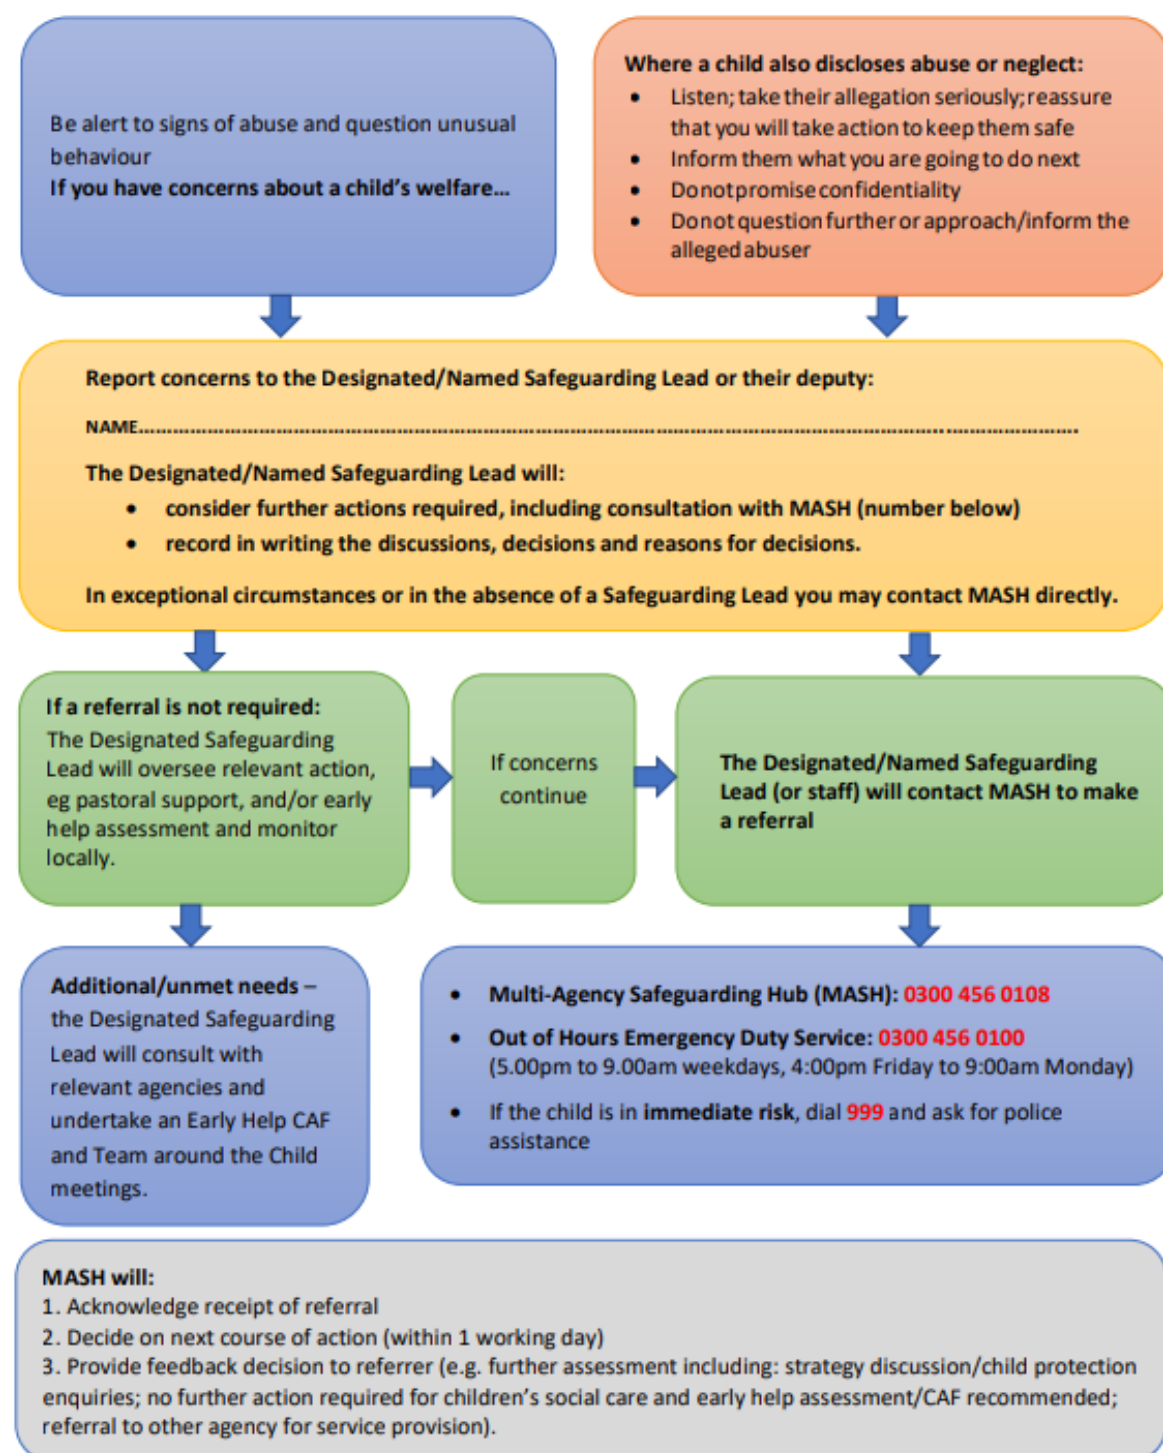 Be alert to signs of abuse and question unusual
behaviour
If you have concerns about a child's welfare…
Where a child also discloses abuse or neglect:
• Listen; take their allegation seriously; reassure
that you will take action to keep them safe
• Inform them what you are going to do next
• Do not promise confidentiality
• Do not question further or approach/inform the
alleged abuser
Report concerns to the Designated/Named Safeguarding Lead or their deputy:
NAME……………………………………………………………………………………………………………………..…………………….
The Designated/Named Safeguarding Lead will:
• consider further actions required, including consultation with MASH (number below)
• record in writing the discussions, decisions and reasons for decisions.
In exceptional circumstances or in the absence of a Safeguarding Lead you may contact MASH directly.
If a referral is not required:
The Designated Safeguarding
Lead will oversee relevant action,
eg pastoral support, and/or early
help assessment and monitor
locally.
If concerns
continue
The Designated/Named Safeguarding
Lead (or staff) will contact MASH to make
a referral
Additional/unmet needs –
the Designated Safeguarding
Lead will consult with
relevant agencies and
undertake an Early Help CAF
and Team around the Child
meetings.
• Multi-Agency Safeguarding Hub (MASH): 0300 456 0108
• Out of Hours Emergency Duty Service: 0300 456 0100
(5.00pm to 9.00am weekdays, 4:00pm Friday to 9:00am Monday)
• If the child is in immediate risk, dial 999 and ask for police
assistance
MASH will:
1. Acknowledge receipt of referral
2. Decide on next course of action (within 1 working day)
3. Provide feedback decision to referrer (e.g. further assessment including: strategy discussion/child protection
enquiries; no further action required for children's social care and early help assessment/CAF recommended;
referral to other agency for service provision).